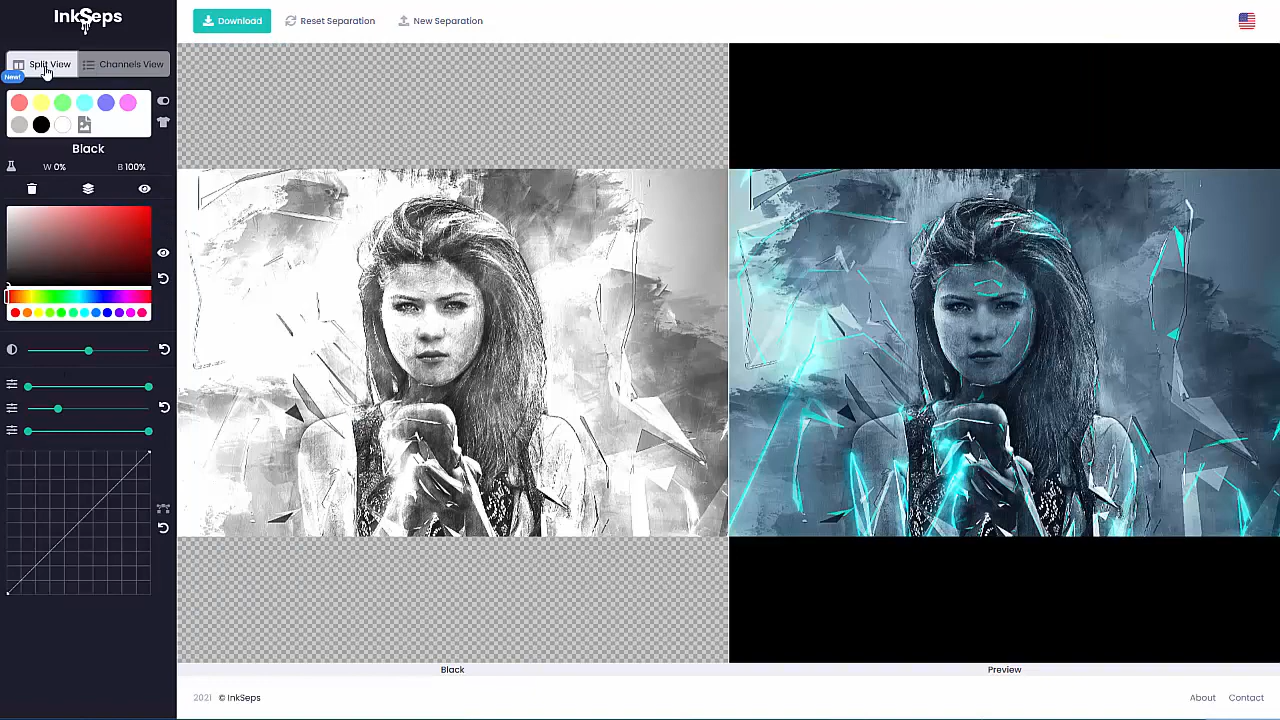 InkSeps
Download
Reset Separation
New Separation
Split View
Channels View
New!
Black
W 0%
B 100%
Black
Preview
2021 © InkSeps
About
Contact